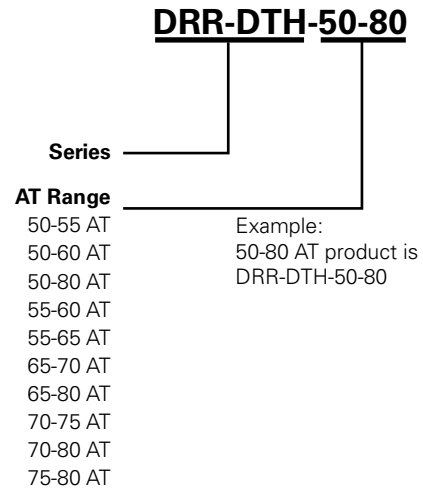 DRR-DTH-50-80
Series
AT Range
50-55 AT
50-60 AT
50-80 AT
55-60 AT
55-65 AT
65-70 AT
65-80 AT
70-75 AT
70-80 AT
75-80 AT
Example:
50-80 AT product is
DRR-DTH-50-80